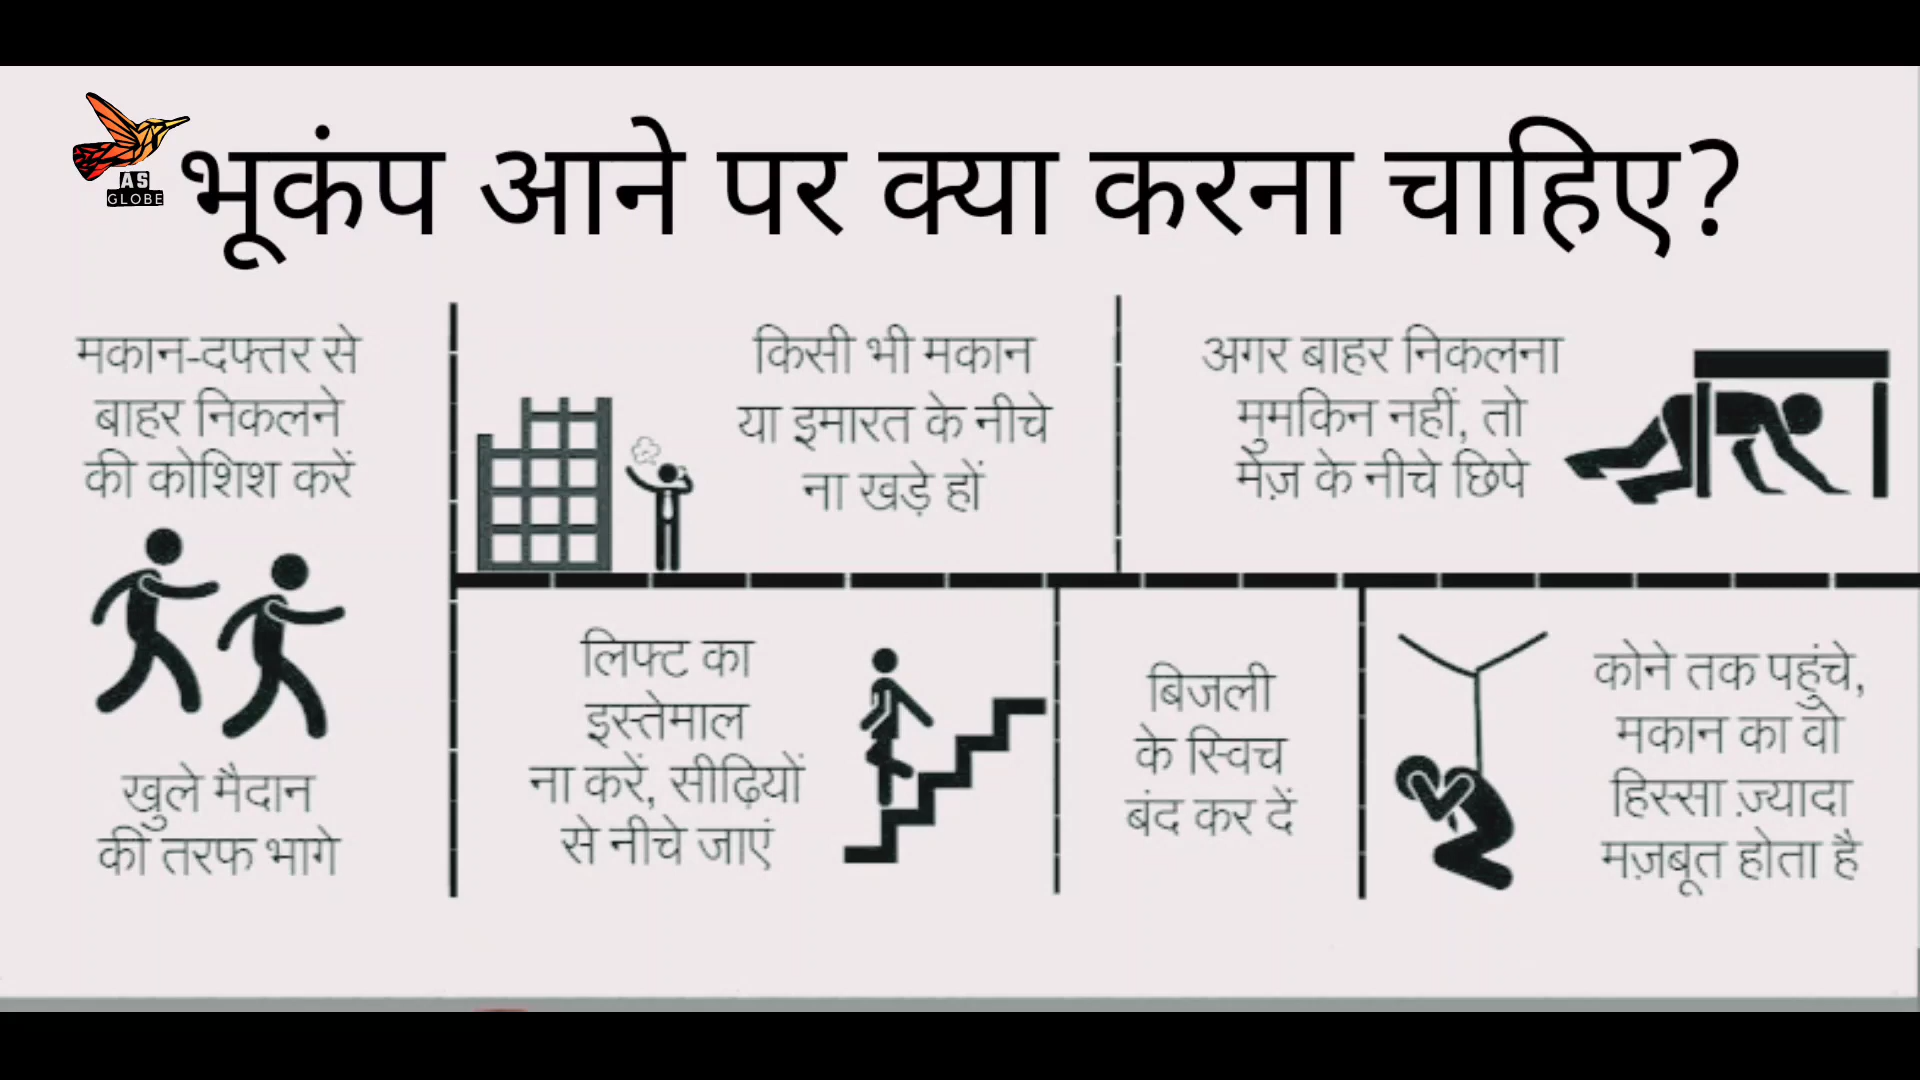 AS
GLOBE
भूकंप आने पर क्या करना चाहिए?
मकान-दफ्तर से
बाहर निकलने
की कोशिश करें
खुले मैदान
की तरफ भागे
किसी भी मकान
या इमारत के नीचे
ना खड़े हों
अगर बाहर निकलना
मुमकिन नहीं, तो
मेज़ के नीचे छिपे
लिफ्ट का
इस्तेमाल
ना करें, सीढ़ियों
से नीचे जाएं
बिजली
के स्विच
बंद कर दें
कोने तक पहुंचे,
मकान का वो
हिस्सा ज़्यादा
मज़बूत होता है